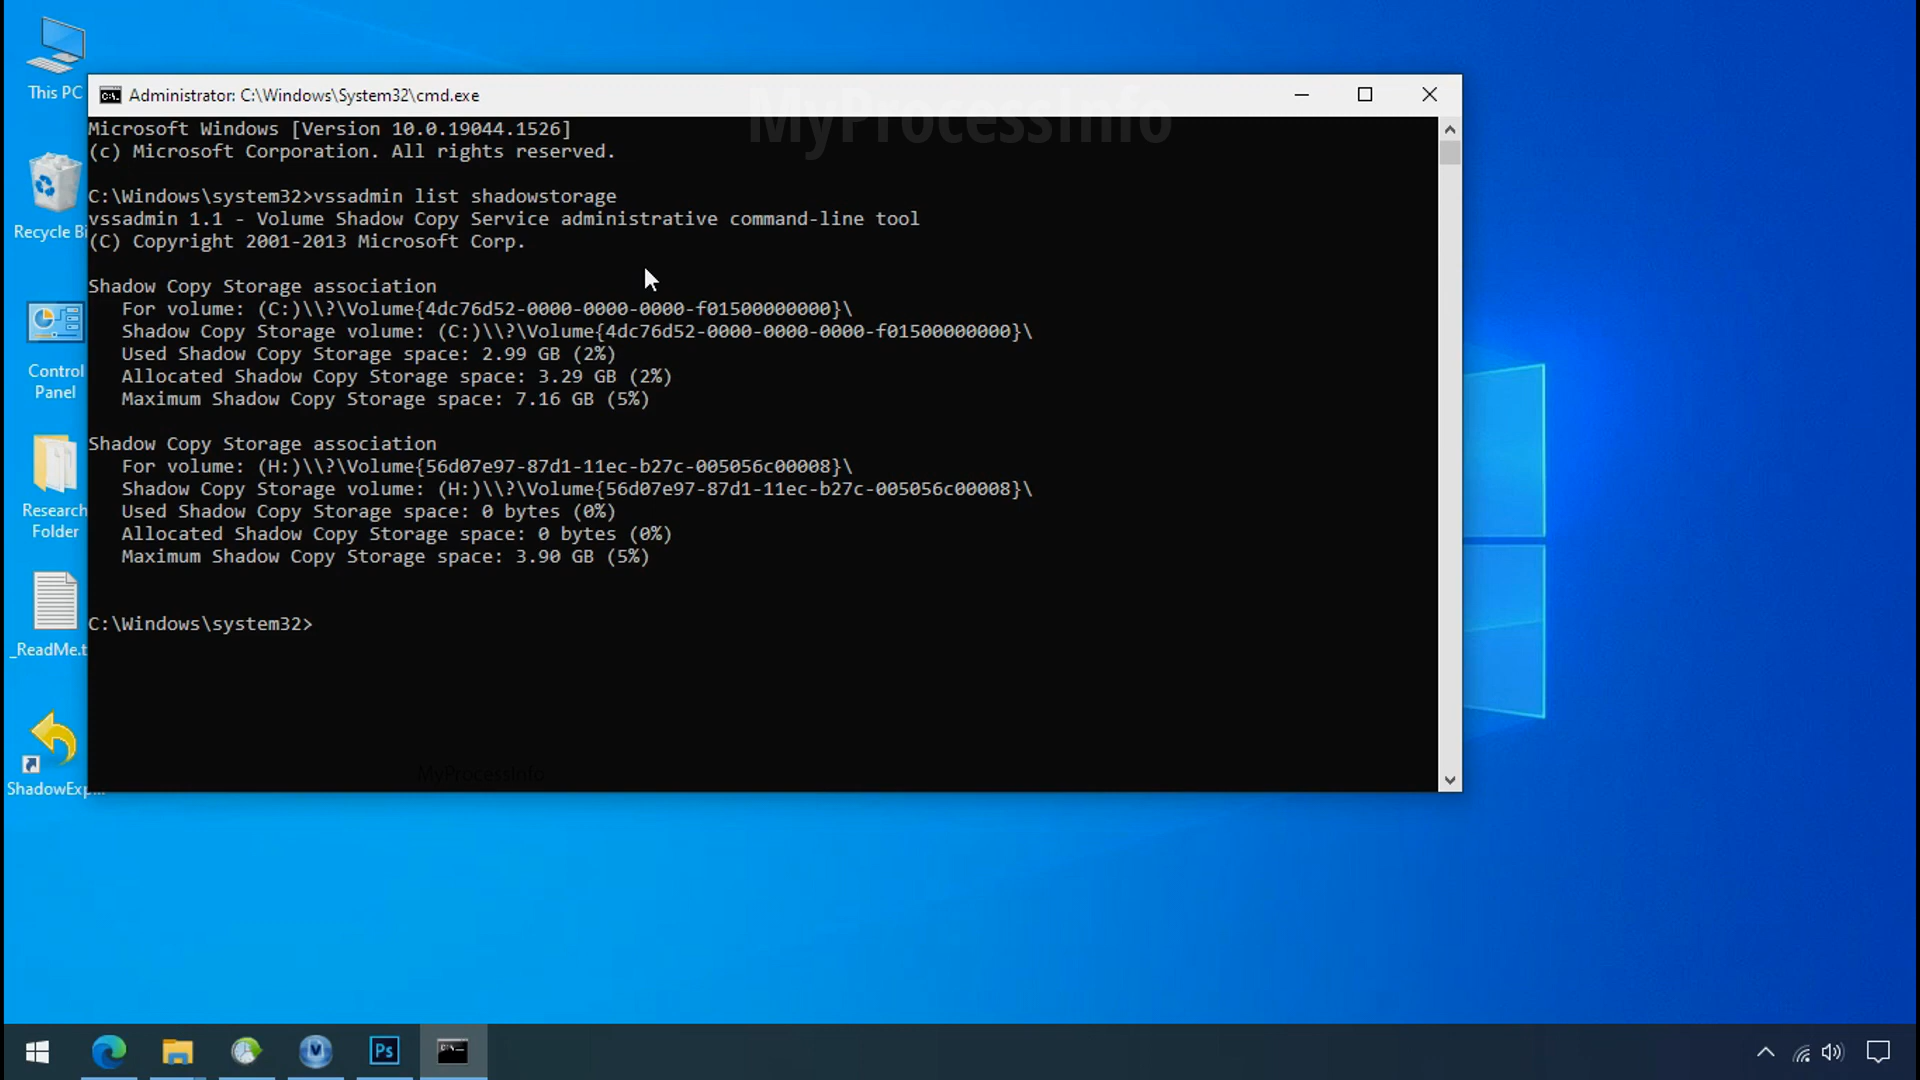 This PC
Recycle Bi
Control
Panel
Research
Folder
_ReadMe.t
ShadowExp...
Administrator: C:\Windows\System32\cmd.exe
MyProcessInfo
Microsoft Windows [Version 10.0.19044.1526]
(c) Microsoft Corporation. All rights reserved.
C:\Windows\system32>vssadmin list shadowstorage
vssadmin 1.1 - Volume Shadow Copy Service administrative command-line tool
(C) Copyright 2001-2013 Microsoft Corp.
Shadow Copy Storage association
For volume: (C:)\\?\Volume{4dc76d52-0000-0000-0000-f01500000000}\
Shadow Copy Storage volume: (C:)\\?\Volume{4dc76d52-0000-0000-0000-f01500000000}\
Used Shadow Copy Storage space: 2.99 GB (2%)
Allocated Shadow Copy Storage space: 3.29 GB (2%)
Maximum Shadow Copy Storage space: 7.16 GB (5%)
Shadow Copy Storage association
For volume: (H:)\\?\Volume{56d07e97-87d1-11ec-b27c-005056c00008}\
Shadow Copy Storage volume: (H:)\\?\Volume{56d07e97-87d1-11ec-b27c-005056c00008}\
Used Shadow Copy Storage space: 0 bytes (0%)
Allocated Shadow Copy Storage space: 0 bytes (0%)
Maximum Shadow Copy Storage space: 3.90 GB (5%)
C:\Windows\system32>
MyProcessInfo
Ps